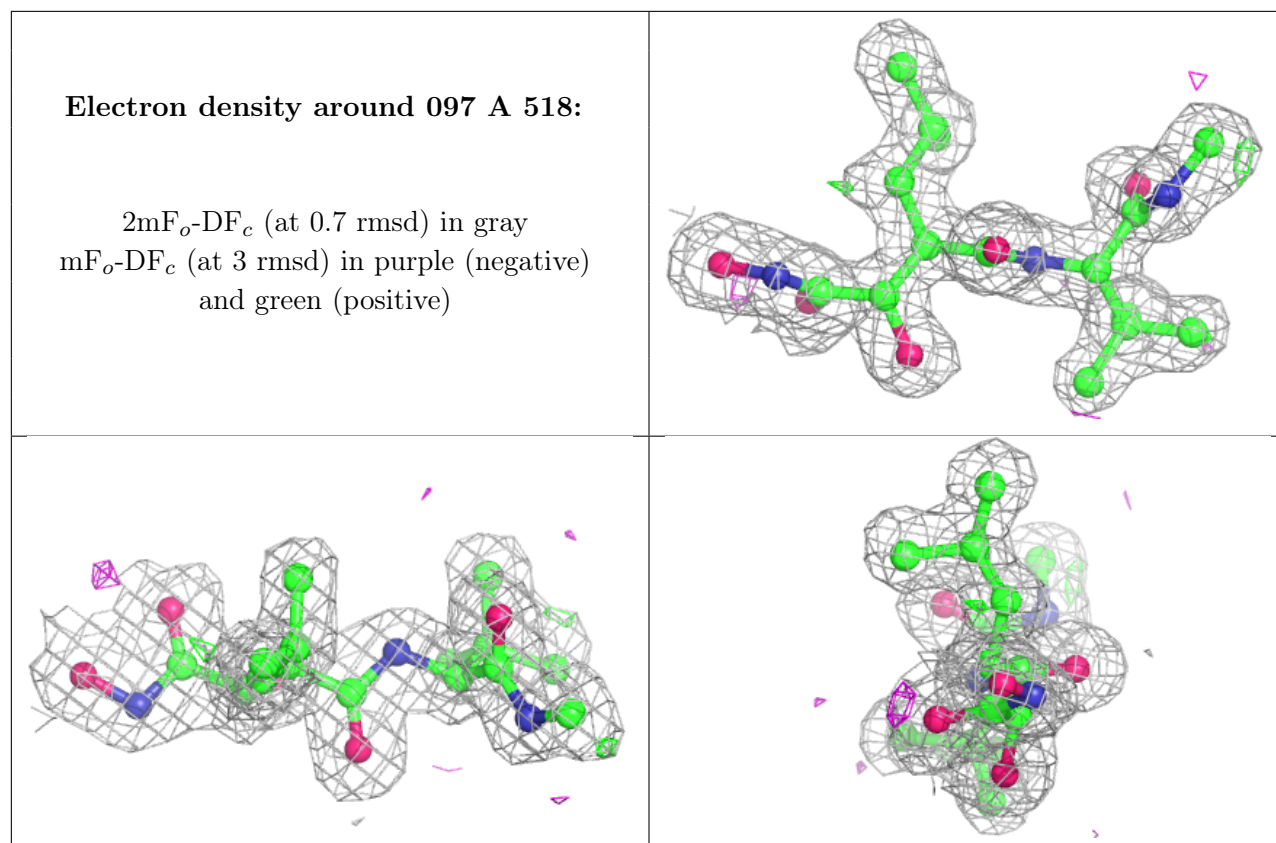 Electron density around 097 A 518:
2mFₒ-DF𝑐 (at 0.7 rmsd) in gray
mFₒ-DF𝑐 (at 3 rmsd) in purple (negative)
and green (positive)